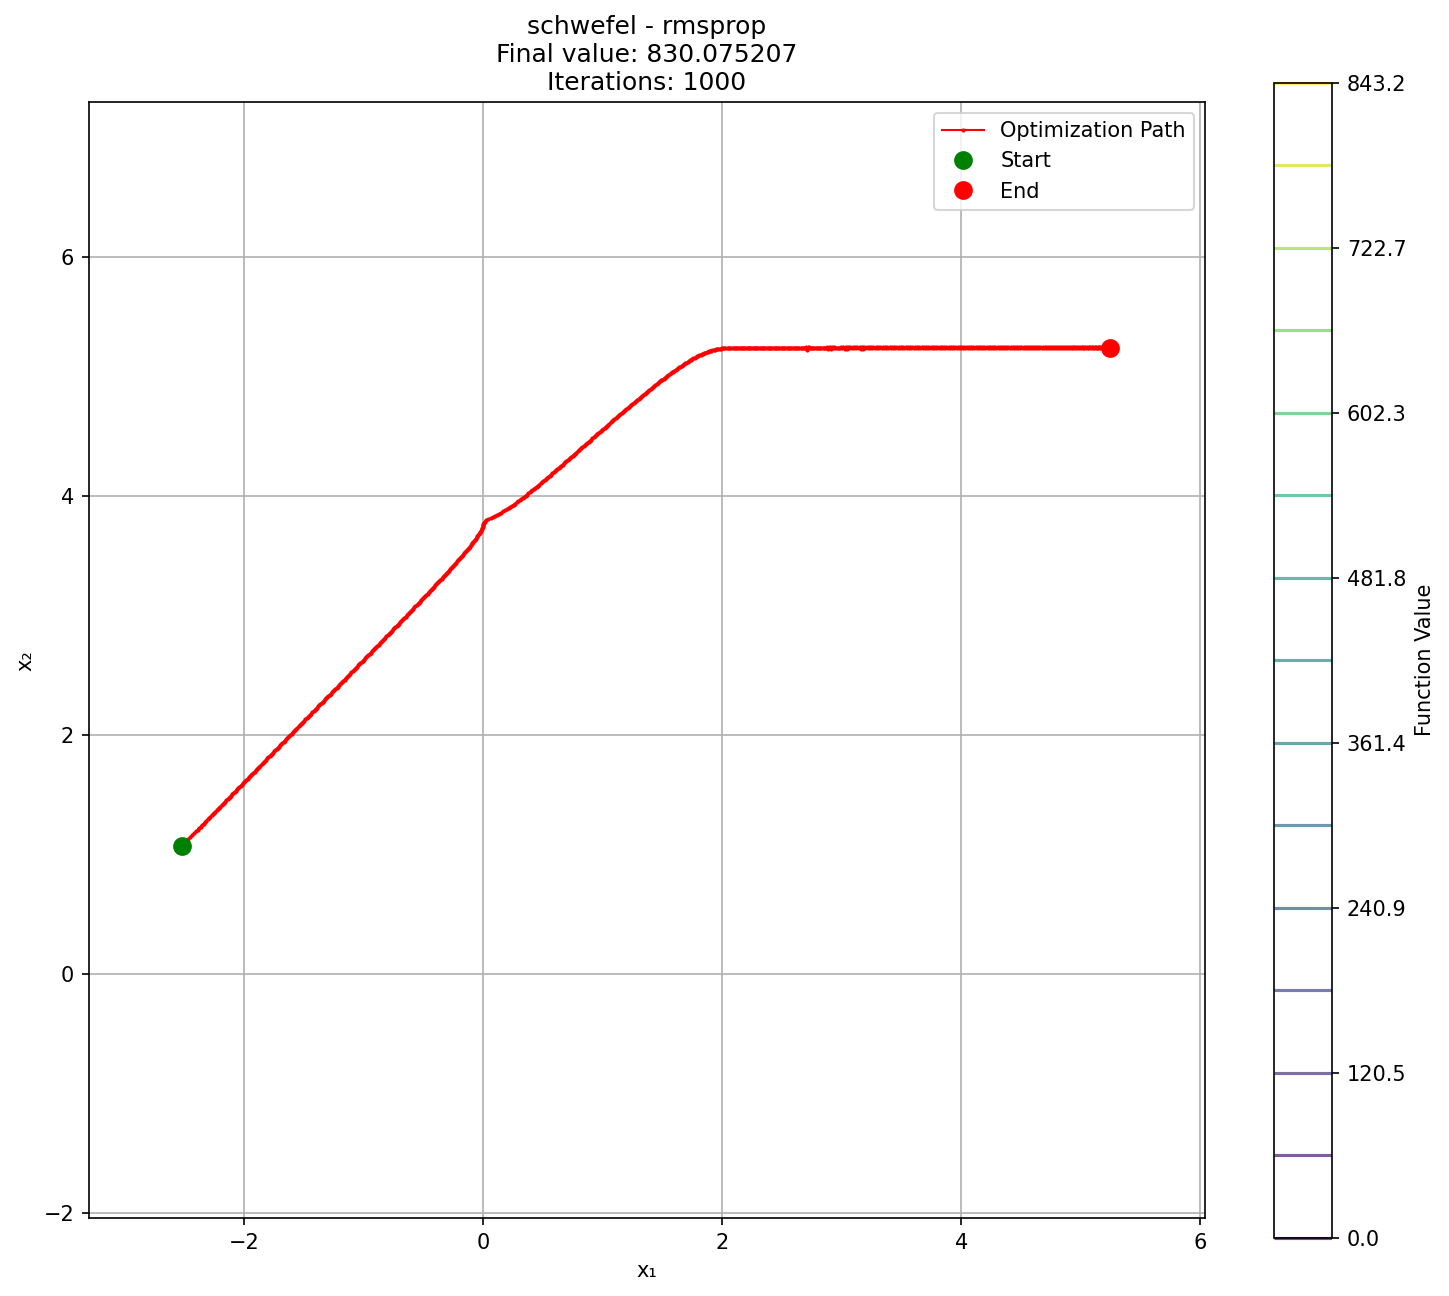 schwefel - rmsprop
Final value: 830.075207
Iterations: 1000
Optimization Path
Start
End
6
4
2
0
−2
−2
0
2
4
6
x₁
x₂
843.2
722.7
602.3
481.8
361.4
240.9
120.5
0.0
Function Value